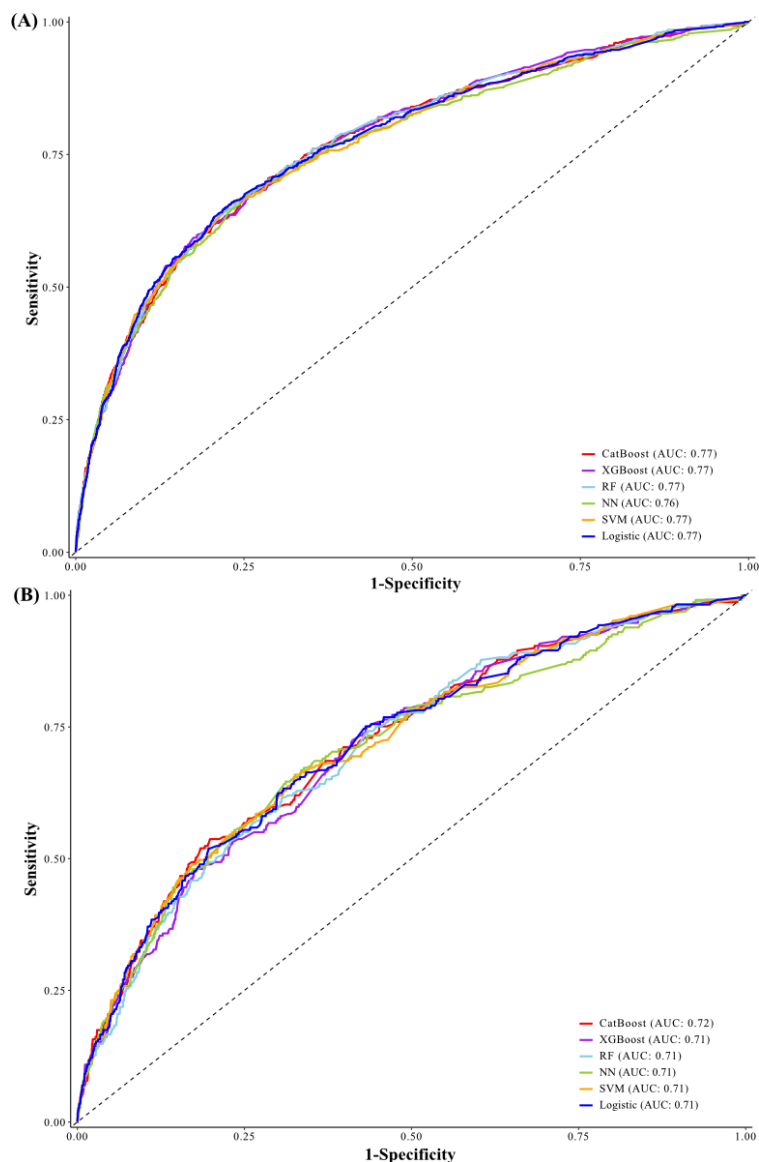 (A)
1.00
0.75
0.50
0.25
0.00
Sensitivity
CatBoost (AUC: 0.77)
XGBoost (AUC: 0.77)
RF (AUC: 0.77)
NN (AUC: 0.76)
SVM (AUC: 0.77)
Logistic (AUC: 0.77)
0.00 0.25 0.50 0.75 1.00
1-Specificity
(B)
1.00
0.75
0.50
0.25
0.00
Sensitivity
CatBoost (AUC: 0.72)
XGBoost (AUC: 0.71)
RF (AUC: 0.71)
NN (AUC: 0.71)
SVM (AUC: 0.71)
Logistic (AUC: 0.71)
0.00 0.25 0.50 0.75 1.00
1-Specificity